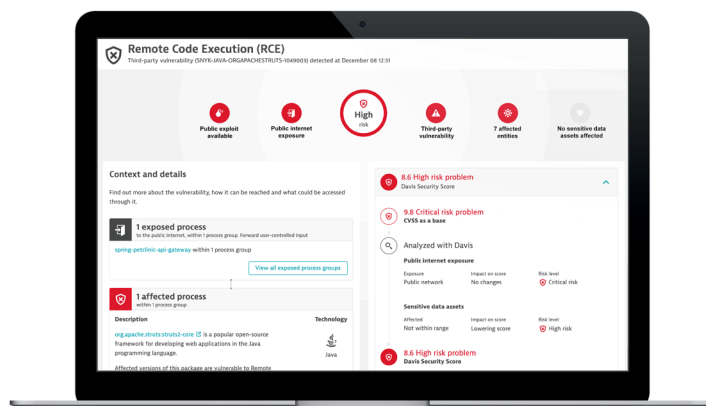 Remote Code Execution (RCE)
Third-party vulnerability (SNYK-JAVA-ORGAPACHESTRUTS-1049003) detected at December 08 12:31
Public exploit
available
Public internet
exposure
High
risk
Third-party
vulnerability
7 affected
entities
No sensitive data
assets affected
Context and details
Find out more about the vulnerability, how it can be reached and what could be accessed
through it.
1 exposed process
to the public internet, within 1 process group. Forward user-controlled input
spring-petclinic-api-gateway within 1 process group
View all exposed process groups
1 affected process
within 1 process group
Description
Technology
org.apache.struts:struts2-core is a popular open-source
framework for developing web applications in the Java
programming language.
Java
Affected versions of this package are vulnerable to Remote
8.6 High risk problem
Davis Security Score
9.8 Critical risk problem
CVSS as a base
Analyzed with Davis
Public internet exposure
Exposure Impact on score Risk level
Public network No changes Critical risk
Sensitive data assets
Affected Impact on score Risk level
Not within range Lowering score High risk
8.6 High risk problem
Davis Security Score